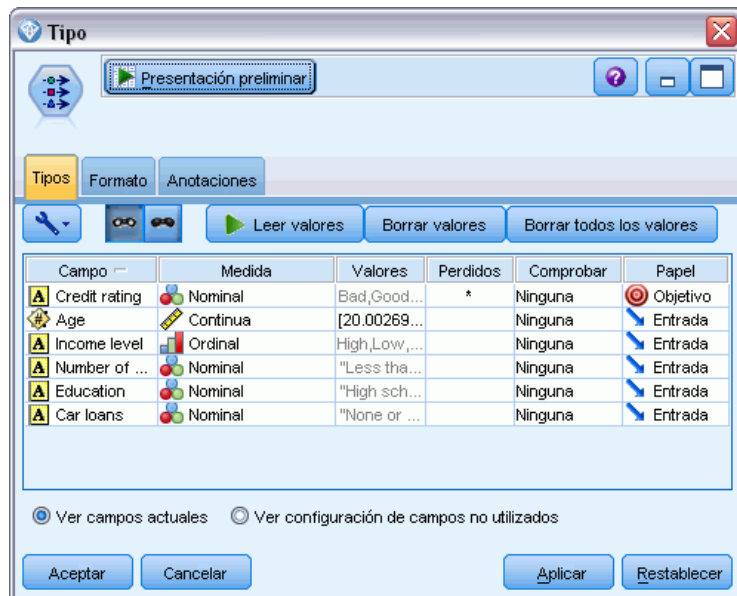 Tipo
Presentación preliminar
?
Tipos Formato Anotaciones
Leer valores Borrar valores Borrar todos los valores
Campo Medida Valores Perdidos Comprobar Papel
A Credit rating Nominal Bad,Good... * Ninguna Objetivo
# Age Continua [20.00269... Ninguna Entrada
A Income level Ordinal High,Low,... Ninguna Entrada
A Number of ... Nominal "Less tha... Ninguna Entrada
A Education Nominal "High sch... Ninguna Entrada
A Car loans Nominal "None or ... Ninguna Entrada
Ver campos actuales Ver configuración de campos no utilizados
Aceptar Cancelar Aplicar Restablecer